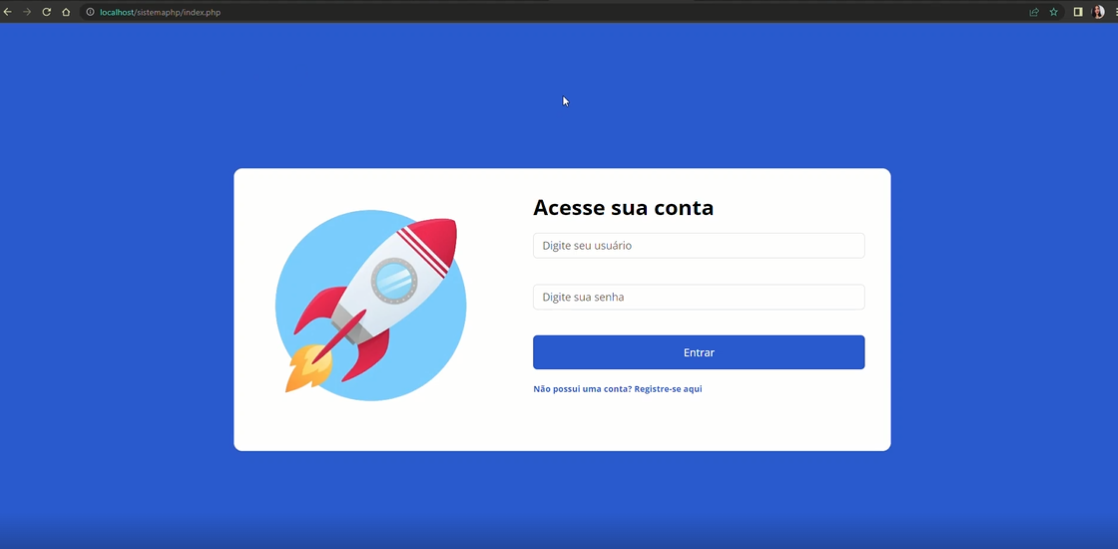 localhost/sistemaphp/index.php
Acesse sua conta
Digite seu usuário
Digite sua senha
Entrar
Não possui uma conta? Registre-se aqui